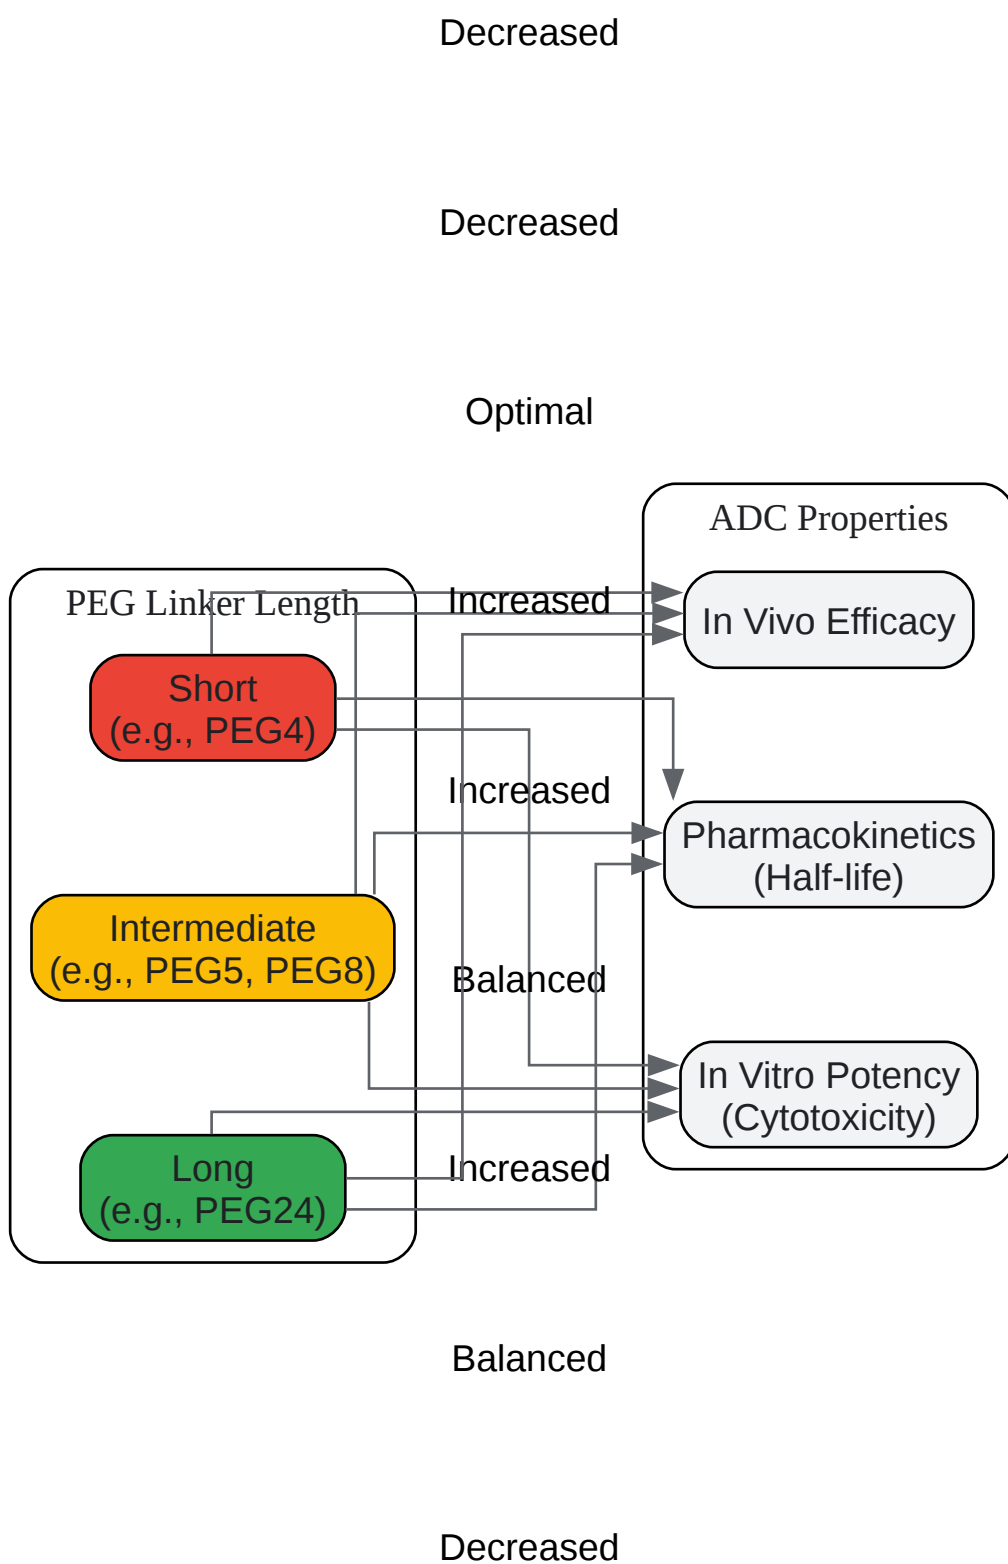 Decreased
Decreased
Optimal
ADC Properties
PEG Linker Length
Increased
In Vivo Efficacy
Short
(e.g., PEG4)
Increased
Pharmacokinetics
(Half-life)
Intermediate
(e.g., PEG5, PEG8)
Balanced
In Vitro Potency
(Cytotoxicity)
Long
(e.g., PEG24)
Increased
Balanced
Decreased